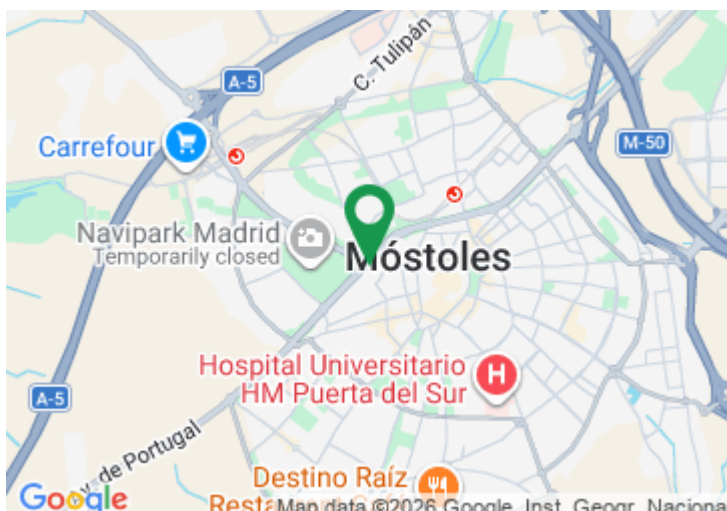 C. Tulipán
A-5
Carrefour
M-50
Navipark Madrid
Temporarily closed
Móstoles
Hospital Universitario
HM Puerta del Sur
H
A-5
de Portugal
Destino Raíz
Google
Map data ©2026 Google, Inst. Geogr. Naciona